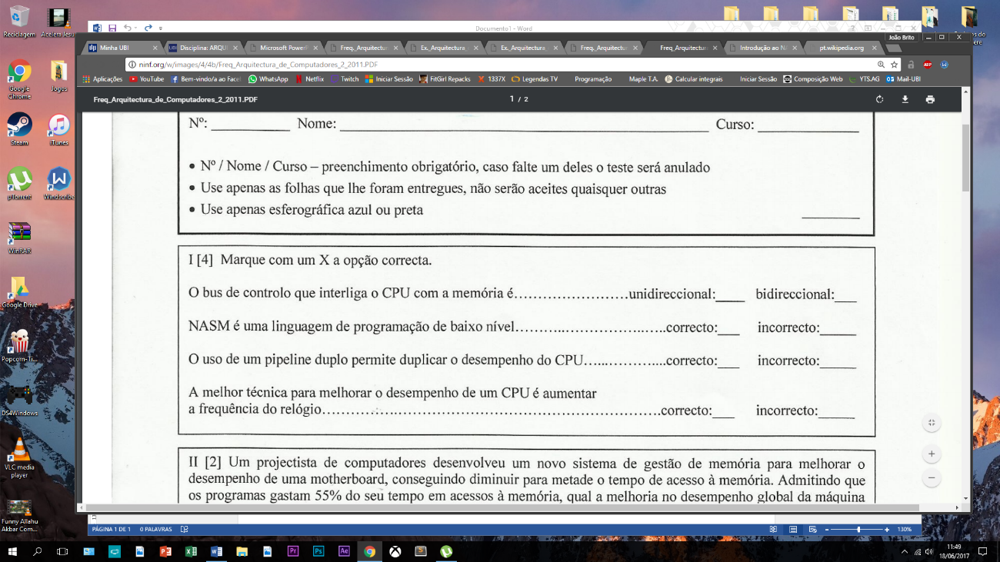 Reciclagem
Google Chrome
Jogos
Steam
iTunes
µTorrent
Windscribe
WinRAR
Google Drive
DS4Windows
VLC media player
Funny Allahu Akbar Com...
Documento1 - Word
João Brito
Minha UBI
Disciplina: ARQUI
Microsoft PowerP
Freq_Arquitectura
Ex_Arquitectura_
Ex_Arquitectura_
Freq_Arquitectur
Freq_Arquitectura
Introdução ao NA
pt.wikipedia.org
ninf.org/w/images/4/4b/Freq_Arquitectura_de_Computadores_2_2011.PDF
Aplicações YouTube Bem-vindo/a ao Face WhatsApp Netflix Twitch Iniciar Sessão FitGirl Repacks 1337X Legendas TV Programação Maple T.A. Calcular integrais Iniciar Sessão Composição Web YTS.AG Mail-UBI
Freq_Arquitectura_de_Computadores_2_2011.PDF 1 / 2
Nº: Nome: Curso:
• Nº / Nome / Curso – preenchimento obrigatório, caso falte um deles o teste será anulado
• Use apenas as folhas que lhe foram entregues, não serão aceites quaisquer outras
• Use apenas esferográfica azul ou preta
I [4] Marque com um X a opção correcta.
O bus de controlo que interliga o CPU com a memória é……………………unidireccional:____ bidireccional:___
NASM é uma linguagem de programação de baixo nível……………………correcto:___ incorrecto:_____
O uso de um pipeline duplo permite duplicar o desempenho do CPU……………...correcto:___ incorrecto:_____
A melhor técnica para melhorar o desempenho de um CPU é aumentar
a frequência do relógio……………………………………………………………….correcto:___ incorrecto:_____
II [2] Um projectista de computadores desenvolveu um novo sistema de gestão de memória para melhorar o
desempenho de uma motherboard, conseguindo diminuir para metade o tempo de acesso à memória. Admitindo que
os programas gastam 55% do seu tempo em acessos à memória, qual a melhoria no desempenho global da máquina
PÁGINA 1 DE 1 0 PALAVRAS 130%
11:49
18/06/2017